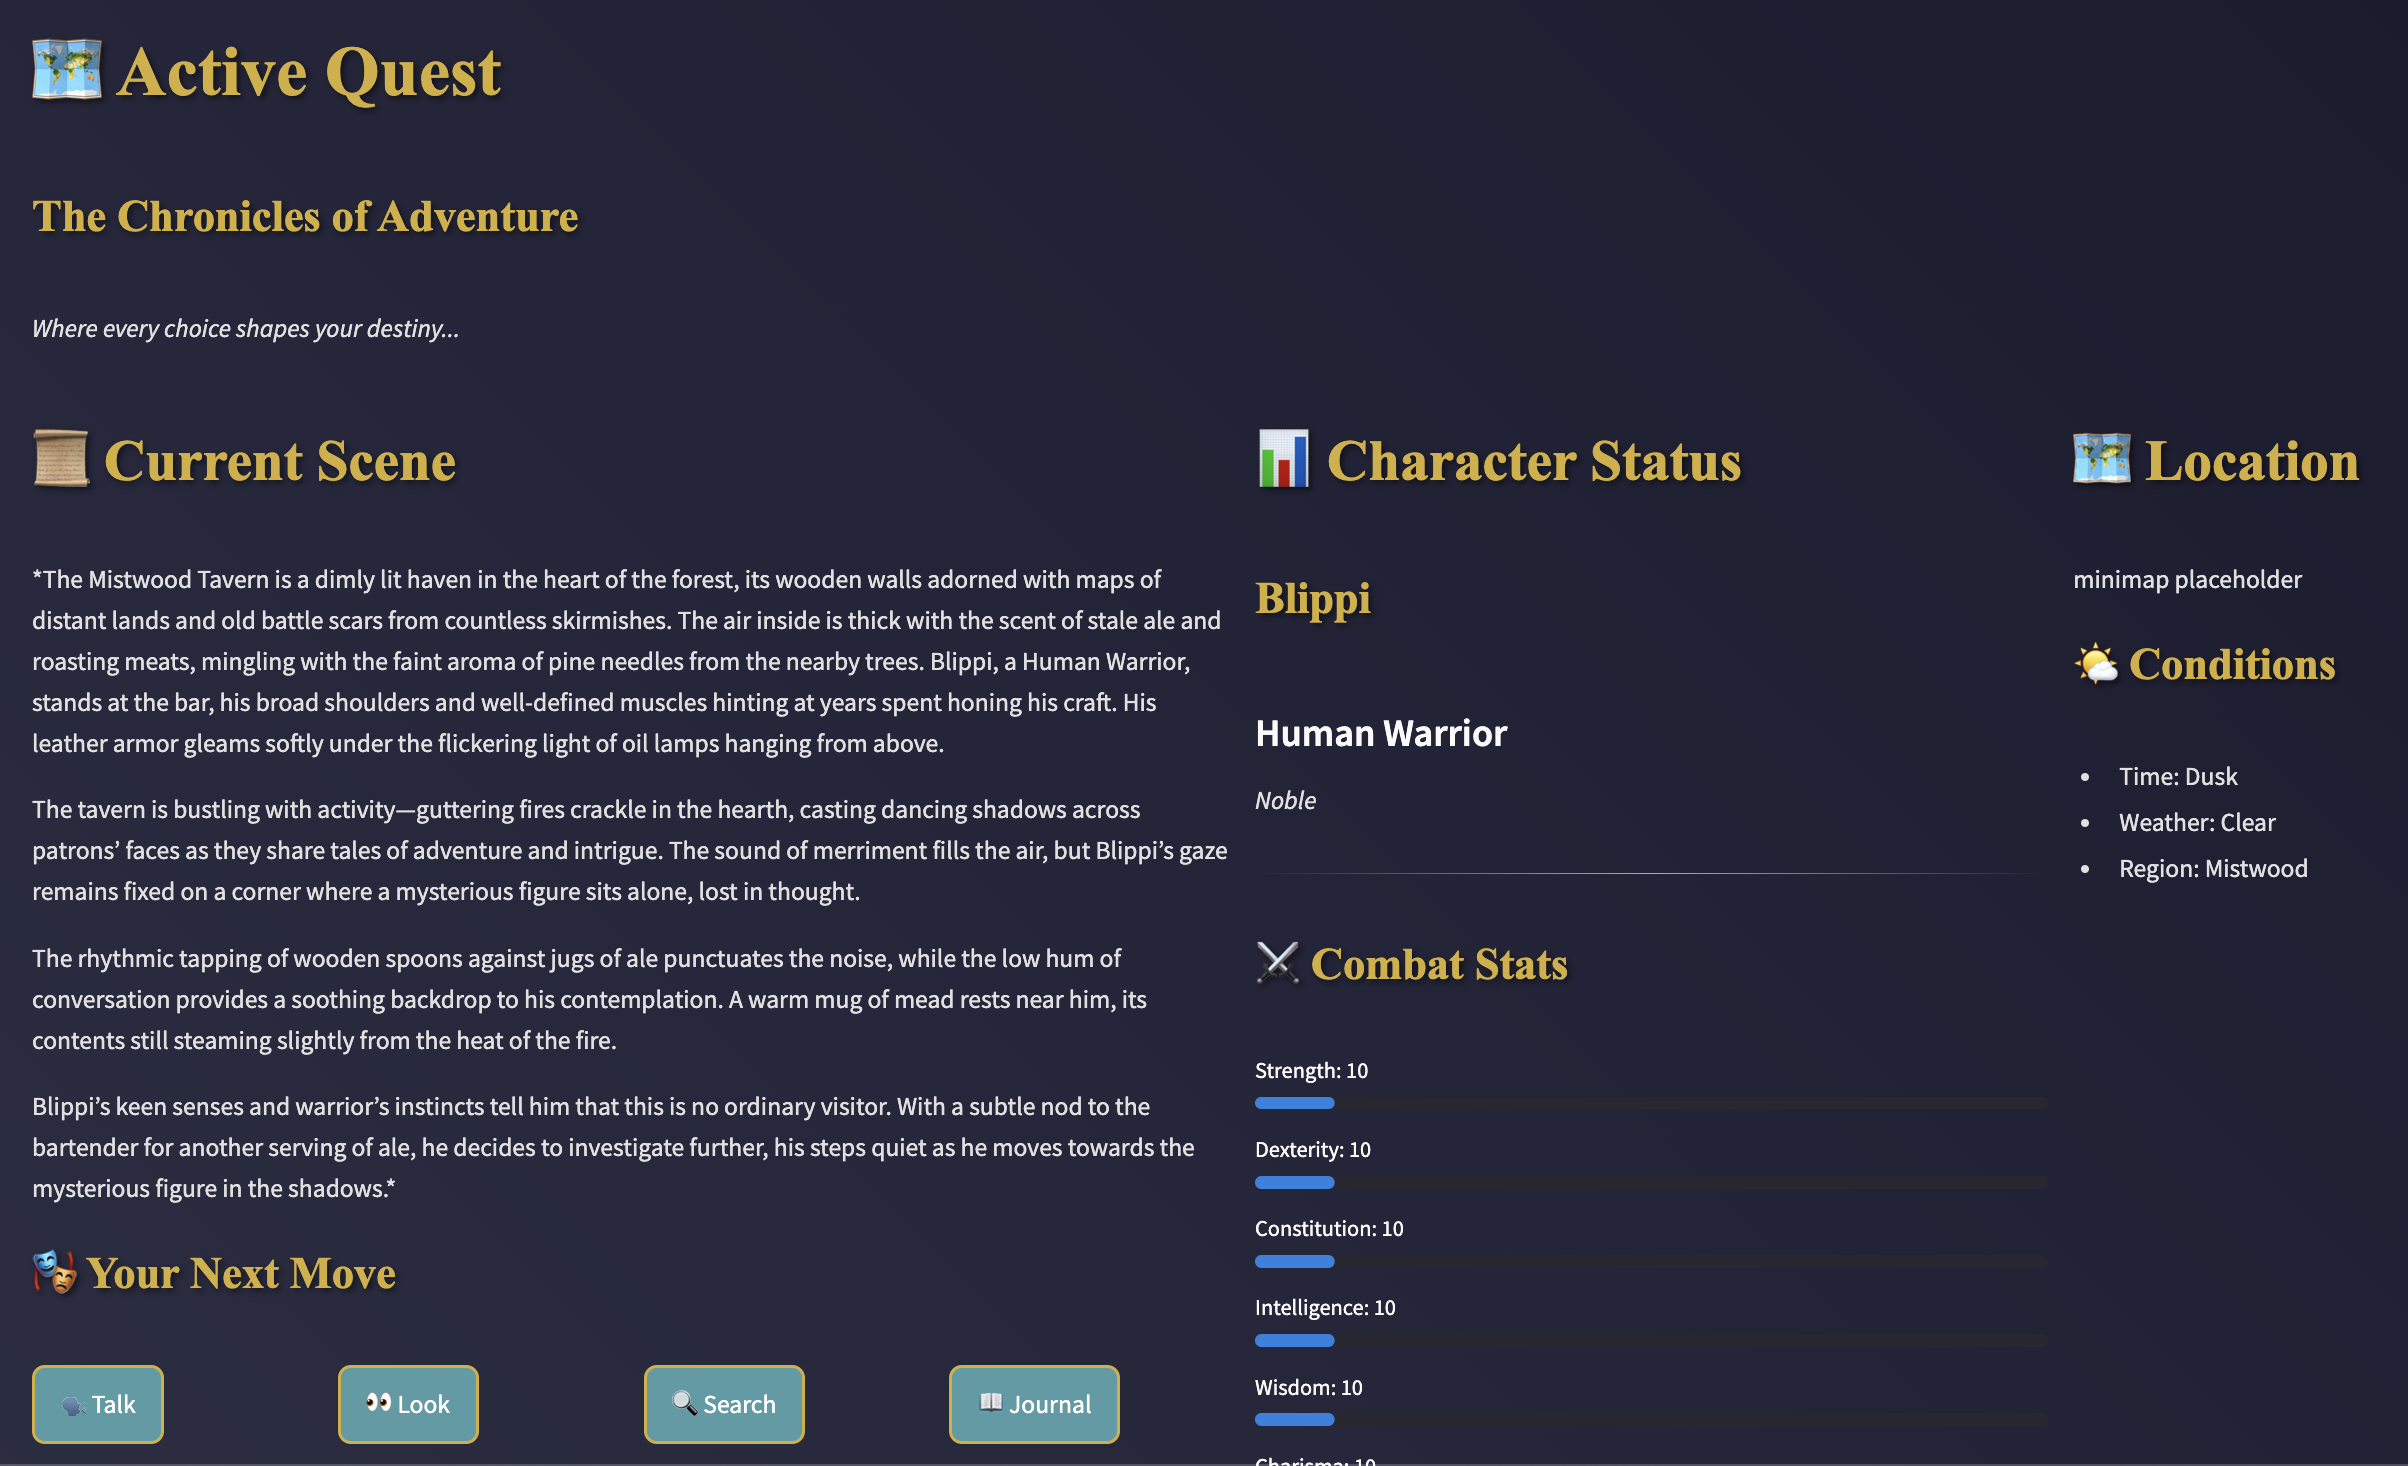 Active Quest
The Chronicles of Adventure
Where every choice shapes your destiny...
Current Scene
*The Mistwood Tavern is a dimly lit haven in the heart of the forest, its wooden walls adorned with maps of
distant lands and old battle scars from countless skirmishes. The air inside is thick with the scent of stale ale and
roasting meats, mingling with the faint aroma of pine needles from the nearby trees. Blippi, a Human Warrior,
stands at the bar, his broad shoulders and well-defined muscles hinting at years spent honing his craft. His
leather armor gleams softly under the flickering light of oil lamps hanging from above.
The tavern is bustling with activity—guttering fires crackle in the hearth, casting dancing shadows across
patrons’ faces as they share tales of adventure and intrigue. The sound of merriment fills the air, but Blippi’s gaze
remains fixed on a corner where a mysterious figure sits alone, lost in thought.
The rhythmic tapping of wooden spoons against jugs of ale punctuates the noise, while the low hum of
conversation provides a soothing backdrop to his contemplation. A warm mug of mead rests near him, its
contents still steaming slightly from the heat of the fire.
Blippi’s keen senses and warrior’s instincts tell him that this is no ordinary visitor. With a subtle nod to the
bartender for another serving of ale, he decides to investigate further, his steps quiet as he moves towards the
mysterious figure in the shadows.*
Your Next Move
Talk
Look
Search
Journal
Character Status
Blippi
Human Warrior
Noble
Combat Stats
Strength: 10
Dexterity: 10
Constitution: 10
Intelligence: 10
Wisdom: 10
Charisma: 10
Location
minimap placeholder
Conditions
Time: Dusk
Weather: Clear
Region: Mistwood